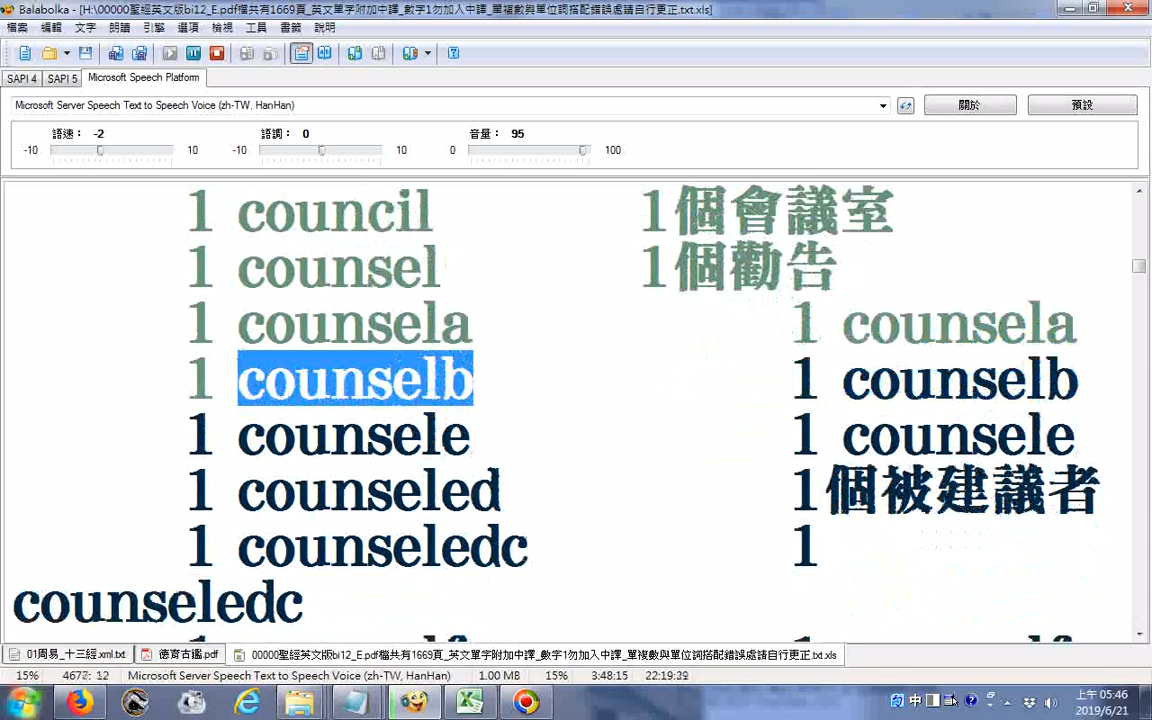 Balabolka - [H:\00000聖經英文版bi12_E.pdf檔共有1669頁_英文單字附加中譯_數字1勿加入中譯_單複數與單位詞搭配錯誤處請自行更正.txt.xls]
檔案 編輯 文字 朗讀 引擎 選項 檢視 工具 書籤 說明
SAPI 4 SAPI 5 Microsoft Speech Platform
Microsoft Server Speech Text to Speech Voice (zh-TW, HanHan) 關於 預設
語速： -2 語調： 0 音量： 95
-10 10 -10 10 0 100
1 council 1個會議室
1 counsel 1個勸告
1 counsela 1 counsela
1 counselb 1 counselb
1 counsele 1 counsele
1 counseled 1個被建議者
1 counseledc 1
counseledc
01周易_十三經.xml.txt 德育古鑑.pdf 00000聖經英文版bi12_E.pdf檔共有1669頁_英文單字附加中譯_數字1勿加入中譯_單複數與單位詞搭配錯誤處請自行更正.txt.xls
15% 12 Microsoft Server Speech Text to Speech Voice (zh-TW, HanHan) 1.00 MB 15% 3:48:15 22:19:39
中 上午 05:46
2019/6/21